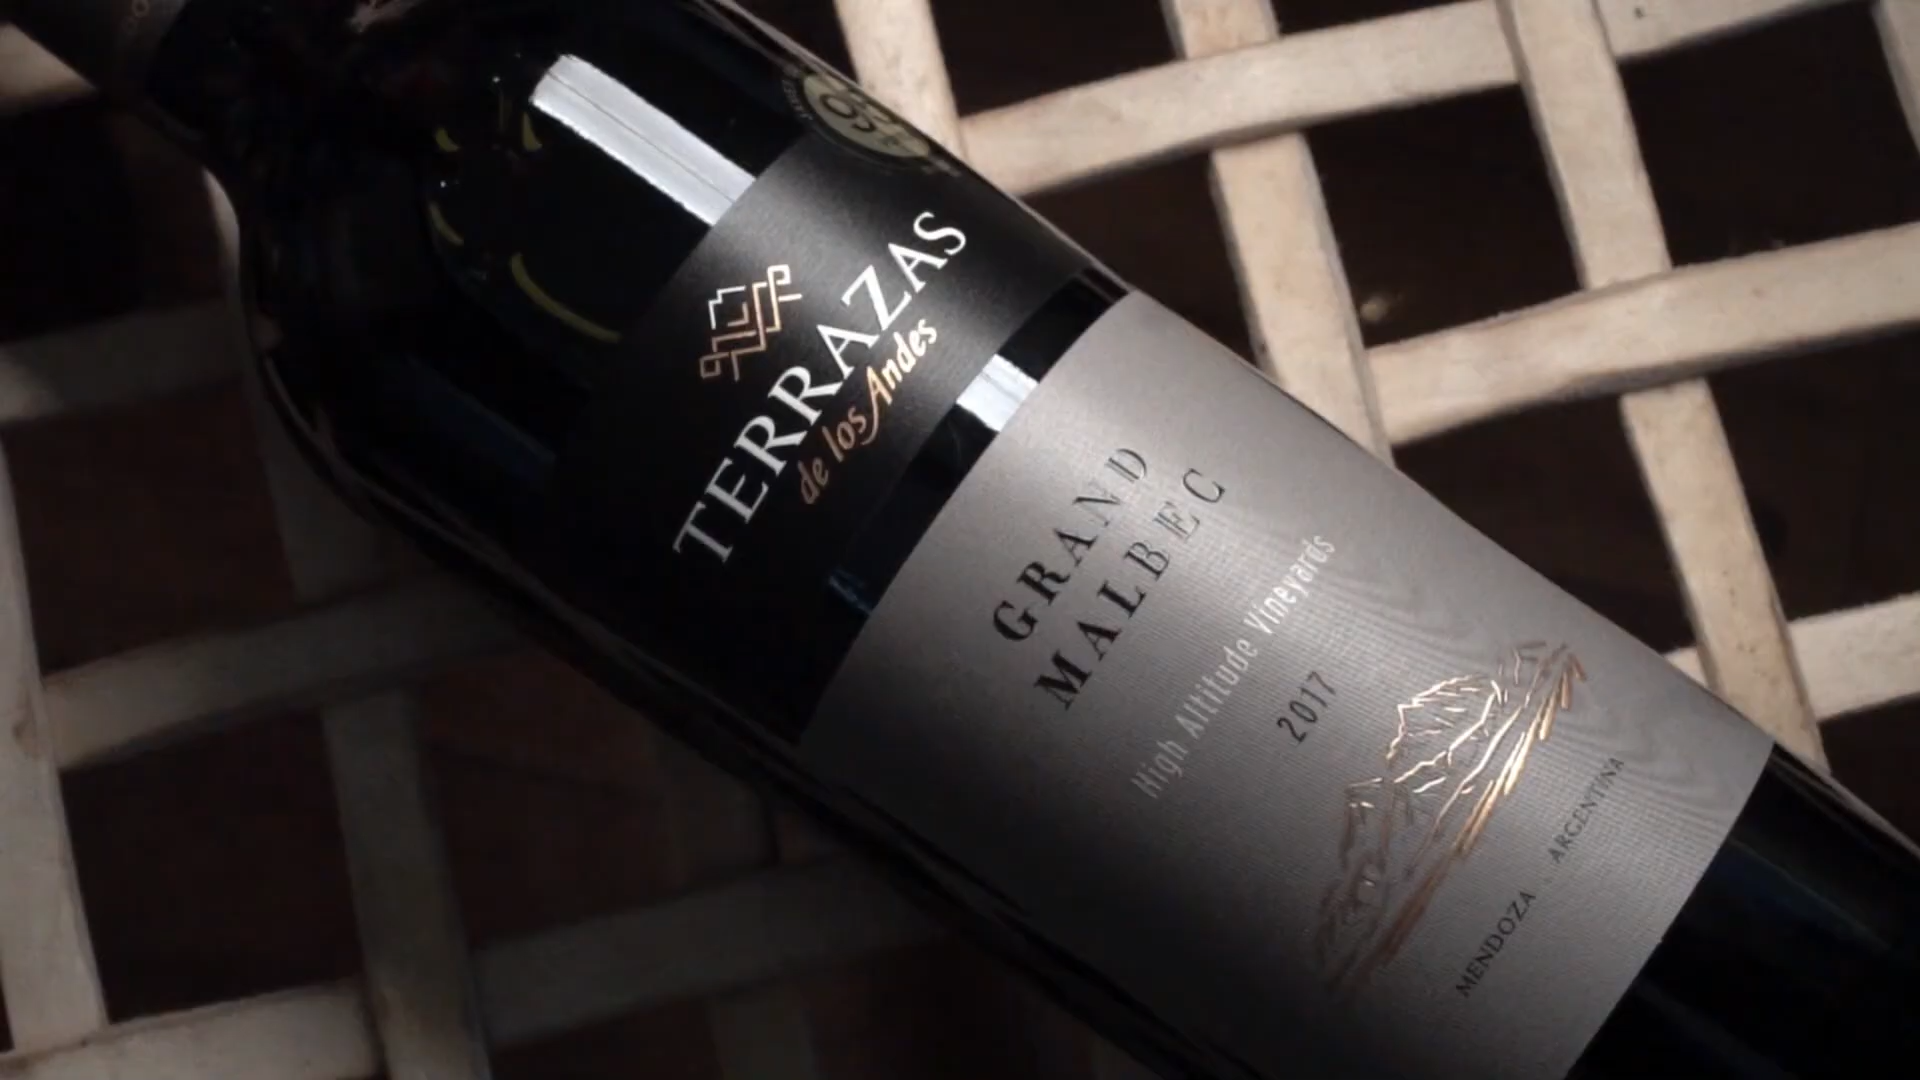 TERRAZAS
de los Andes
GRAND
MALBEC
High Altitude Vineyards
2017
MENDOZA . ARGENTINA